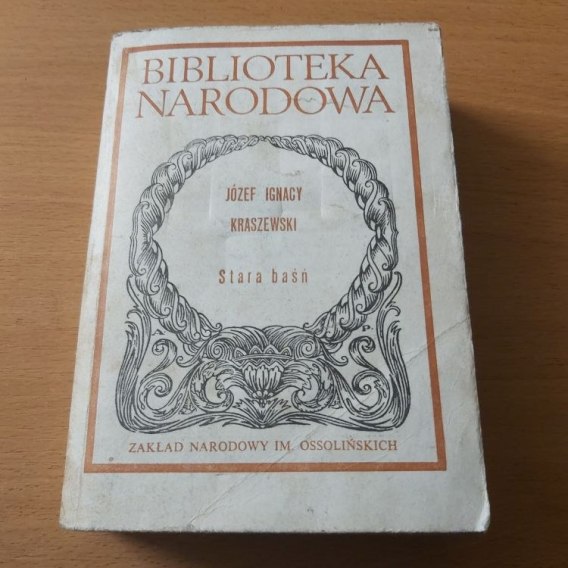 BIBLIOTEKA
NARODOWA
JÓZEF IGNACY
KRASZEWSKI
Stara baśń
A P
ZAKŁAD NARODOWY IM. OSSOLIŃSKICH